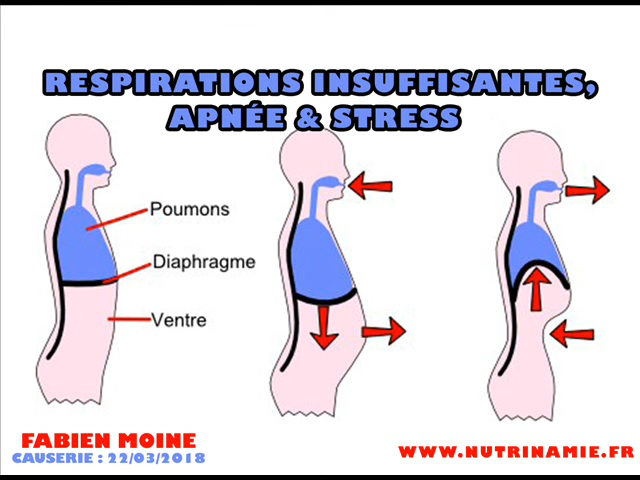 RESPIRATIONS INSUFFISANTES,
APNÉE & STRESS
Poumons
Diaphragme
Ventre
FABIEN MOINE
CAUSERIE : 22/03/2018
WWW.NUTRINAMIE.FR